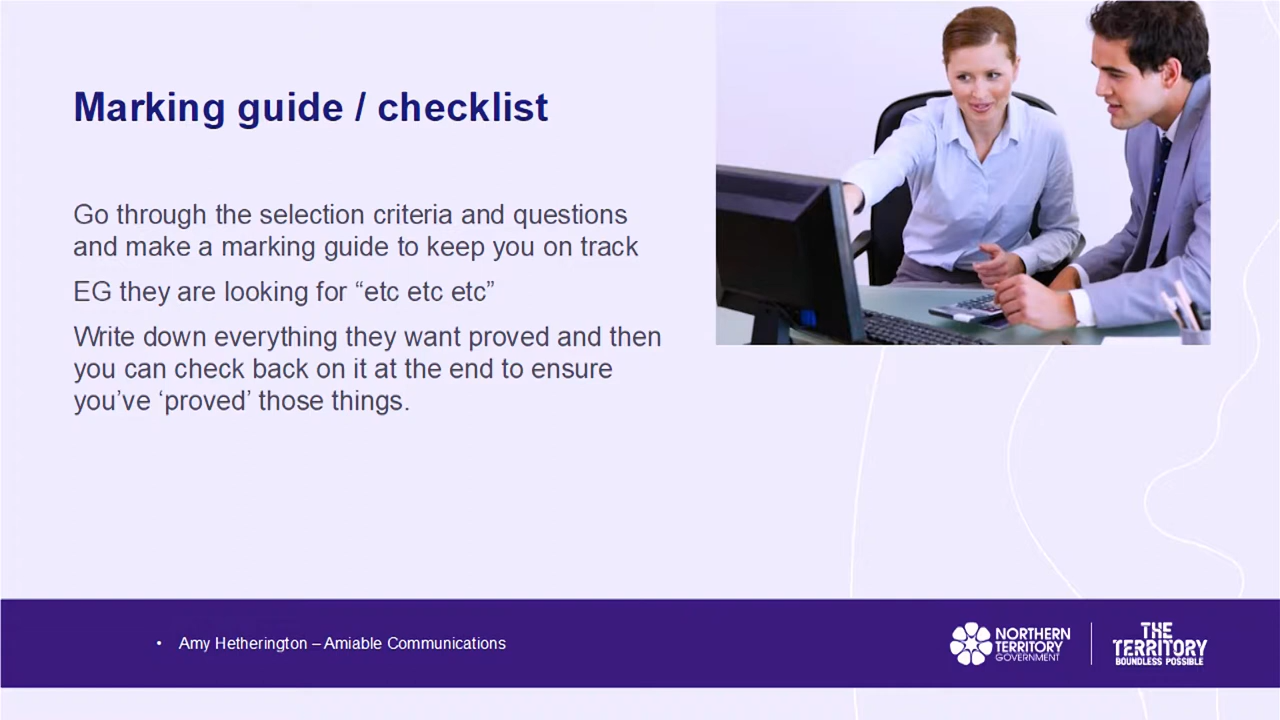 Marking guide / checklist
Go through the selection criteria and questions
and make a marking guide to keep you on track
EG they are looking for “etc etc etc”
Write down everything they want proved and then
you can check back on it at the end to ensure
you’ve ‘proved’ those things.
• Amy Hetherington – Amiable Communications
NORTHERN
TERRITORY
GOVERNMENT
THE
TERRITORY
BOUNDLESS POSSIBLE